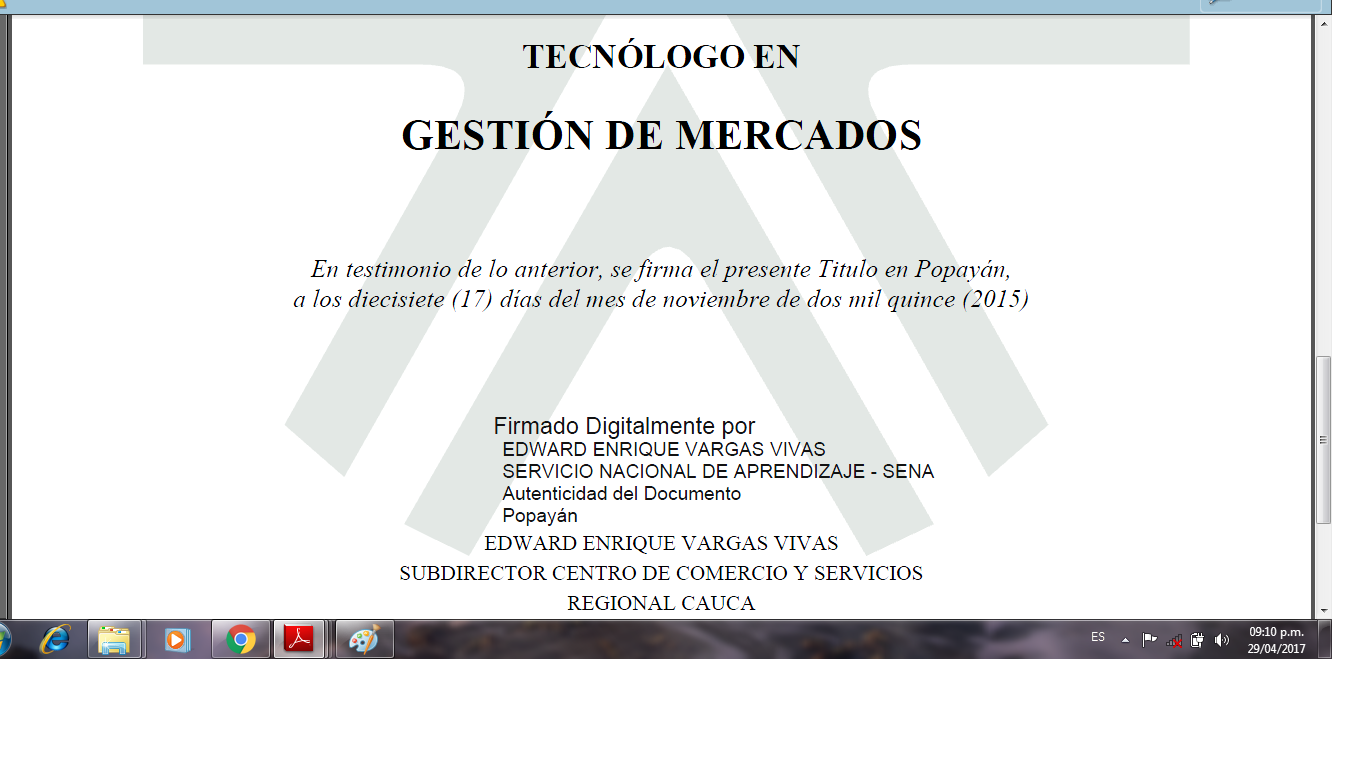 TECNÓLOGO EN
GESTIÓN DE MERCADOS
En testimonio de lo anterior, se firma el presente Titulo en Popayán,
a los diecisiete (17) días del mes de noviembre de dos mil quince (2015)
Firmado Digitalmente por
EDWARD ENRIQUE VARGAS VIVAS
SERVICIO NACIONAL DE APRENDIZAJE - SENA
Autenticidad del Documento
Popayán
EDWARD ENRIQUE VARGAS VIVAS
SUBDIRECTOR CENTRO DE COMERCIO Y SERVICIOS
REGIONAL CAUCA
ES
09:10 p.m.
29/04/2017